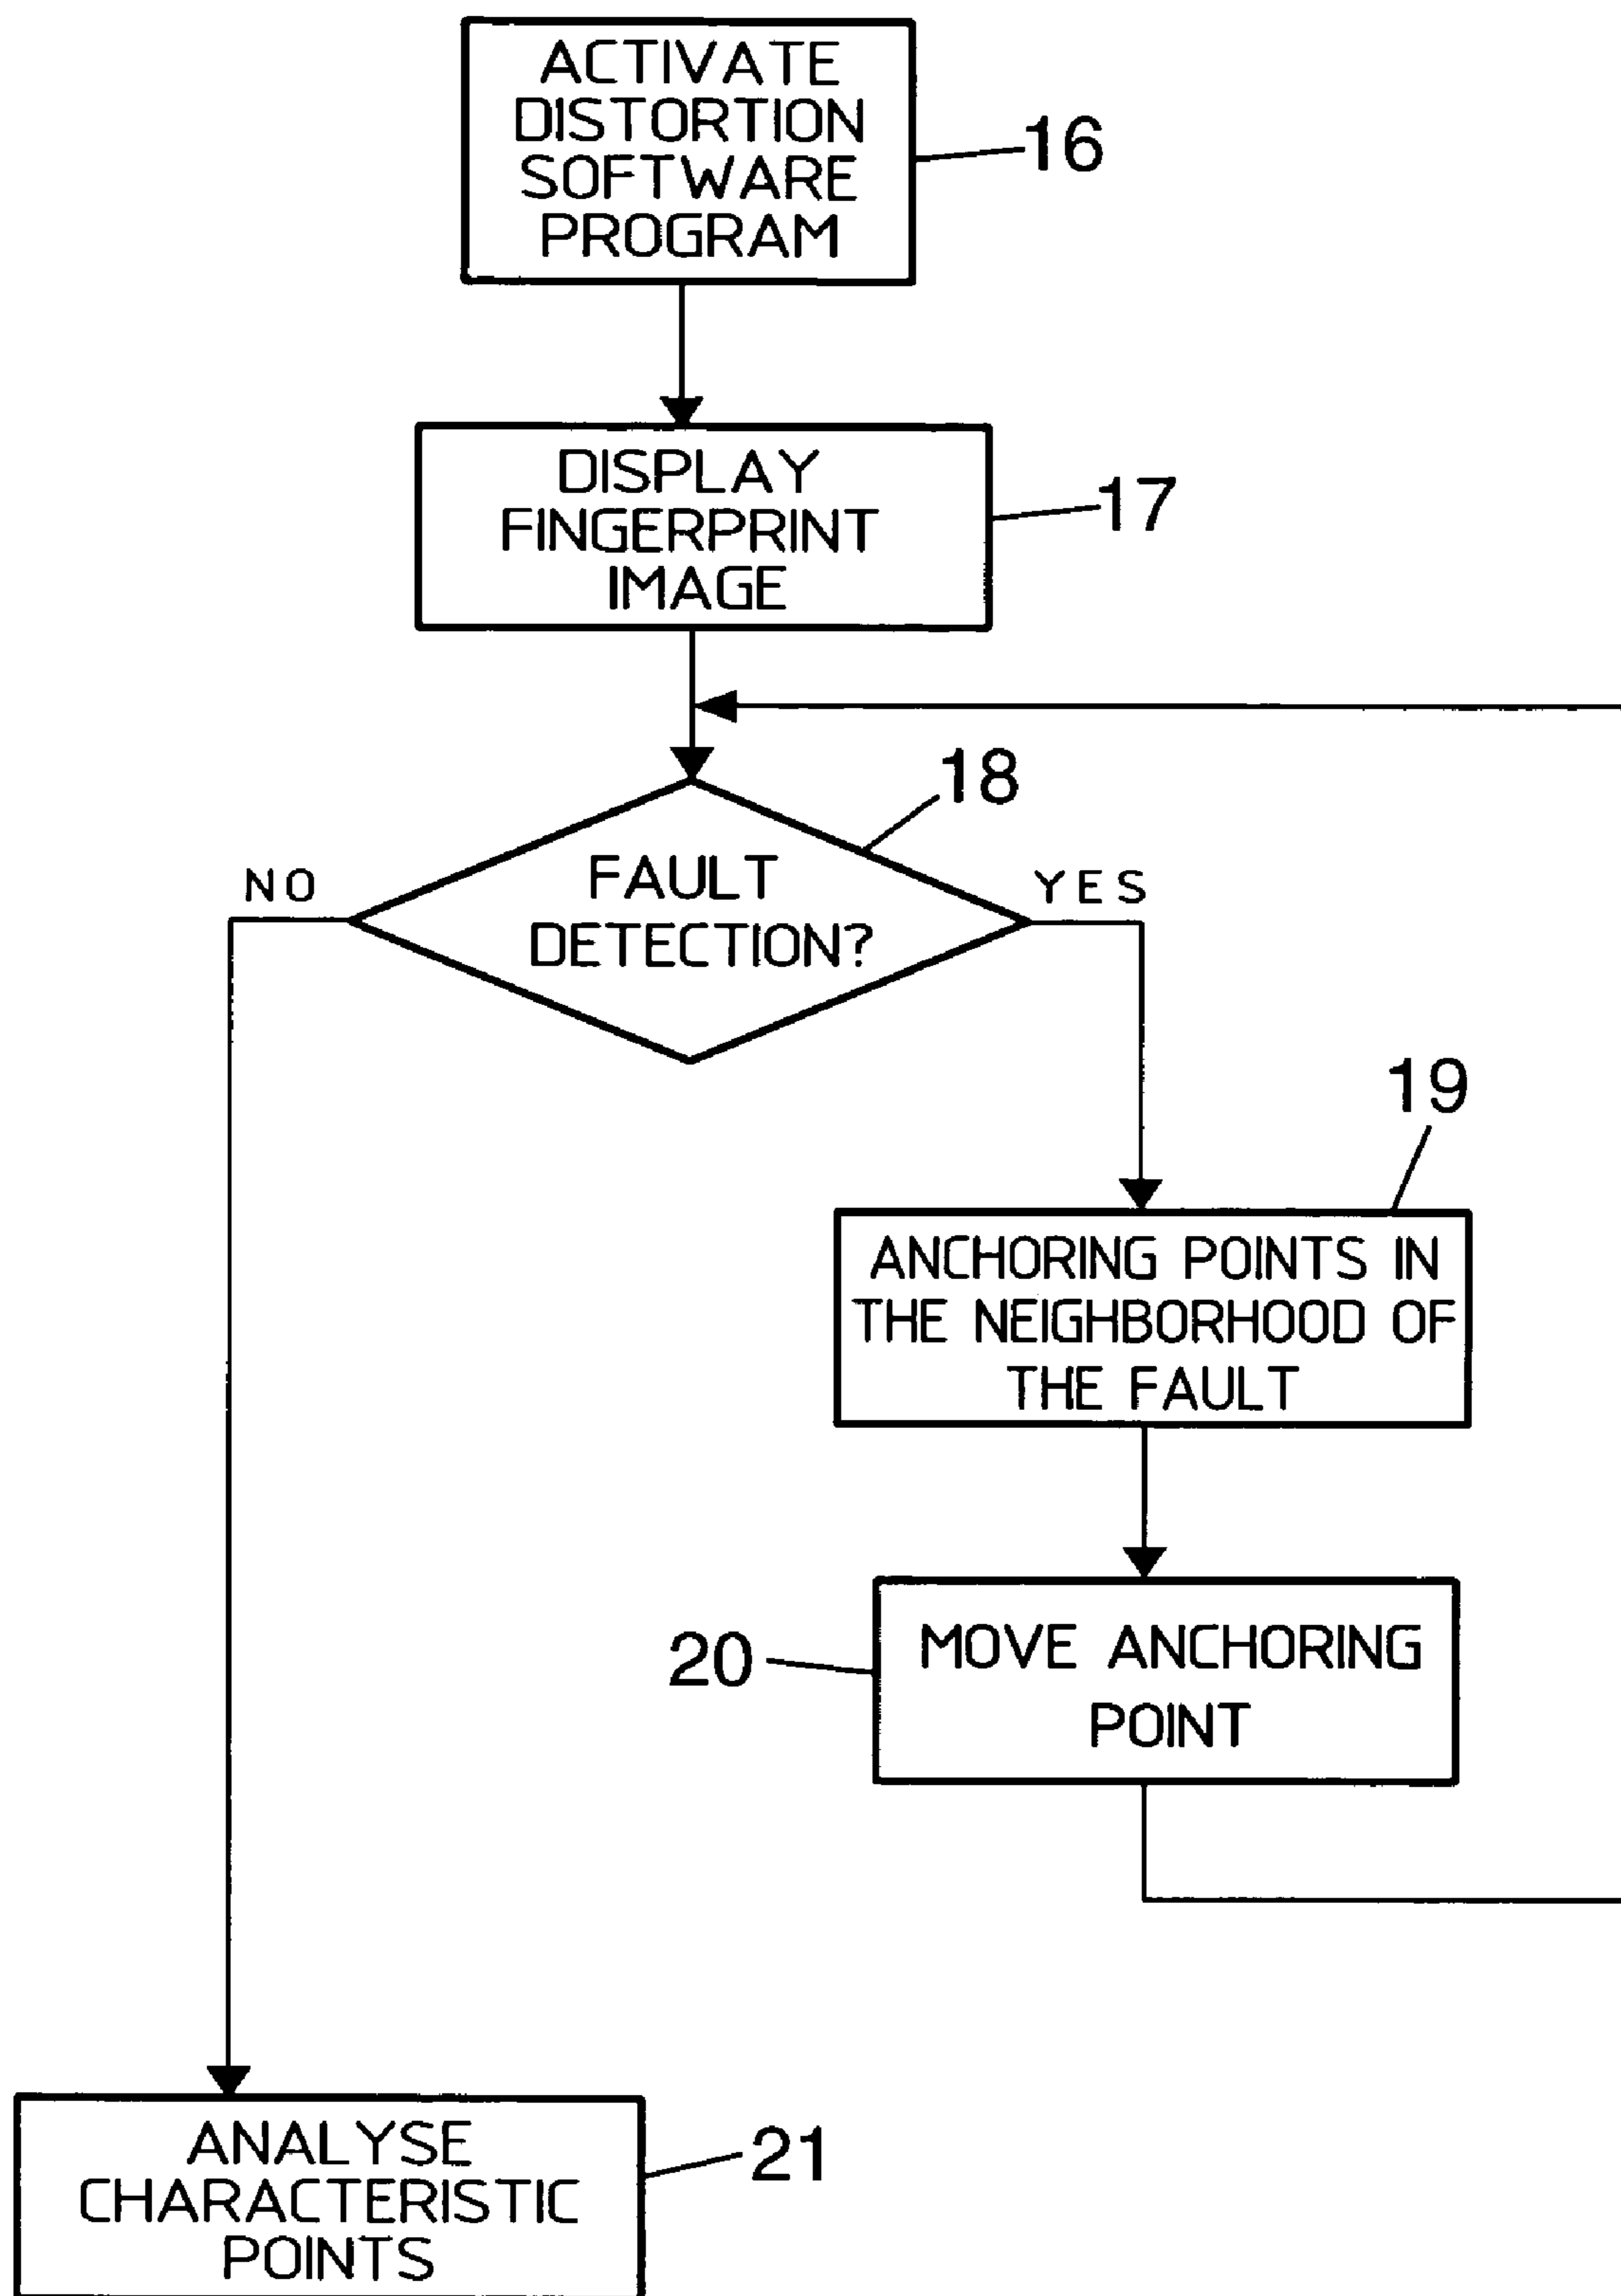 ACTIVATE
DISTORTION
SOFTWARE
PROGRAM
16
DISPLAY
FINGERPRINT
IMAGE
17
18
NO
FAULT
DETECTION?
YES
19
ANCHORING POINTS IN
THE NEIGHBORHOOD OF
THE FAULT
20
MOVE ANCHORING
POINT
ANALYSE
CHARACTERISTIC
POINTS
21